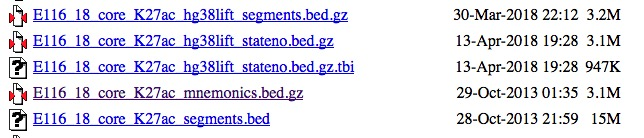 E116_18_core_K27ac_hg38lift_segments.bed.gz 30-Mar-2018 22:12 3.2M
E116_18_core_K27ac_hg38lift_stateno.bed.gz 13-Apr-2018 19:28 3.1M
E116_18_core_K27ac_hg38lift_stateno.bed.gz.tbi 13-Apr-2018 19:28 947K
E116_18_core_K27ac_mnemonics.bed.gz 29-Oct-2013 01:35 3.1M
E116_18_core_K27ac_segments.bed 28-Oct-2013 21:59 15M